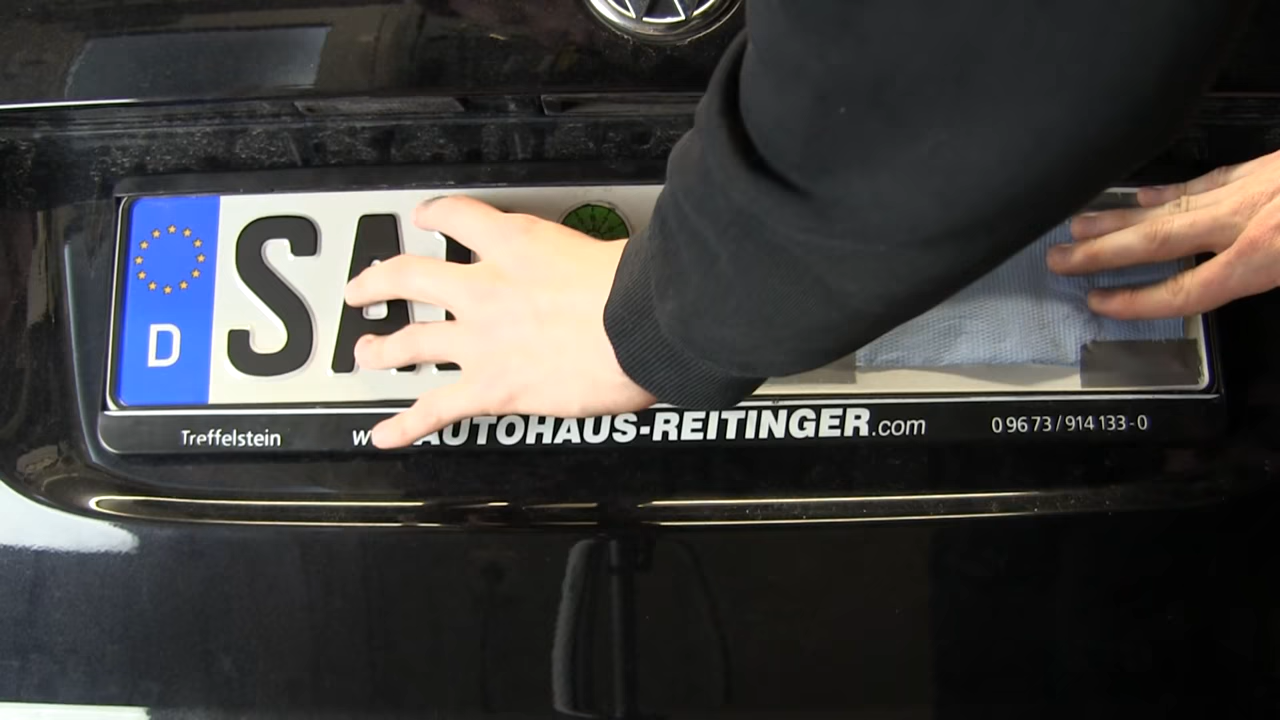 D
SA
Treffelstein
AUTOHAUS-REITINGER.com
0 96 73 / 914 133 - 0